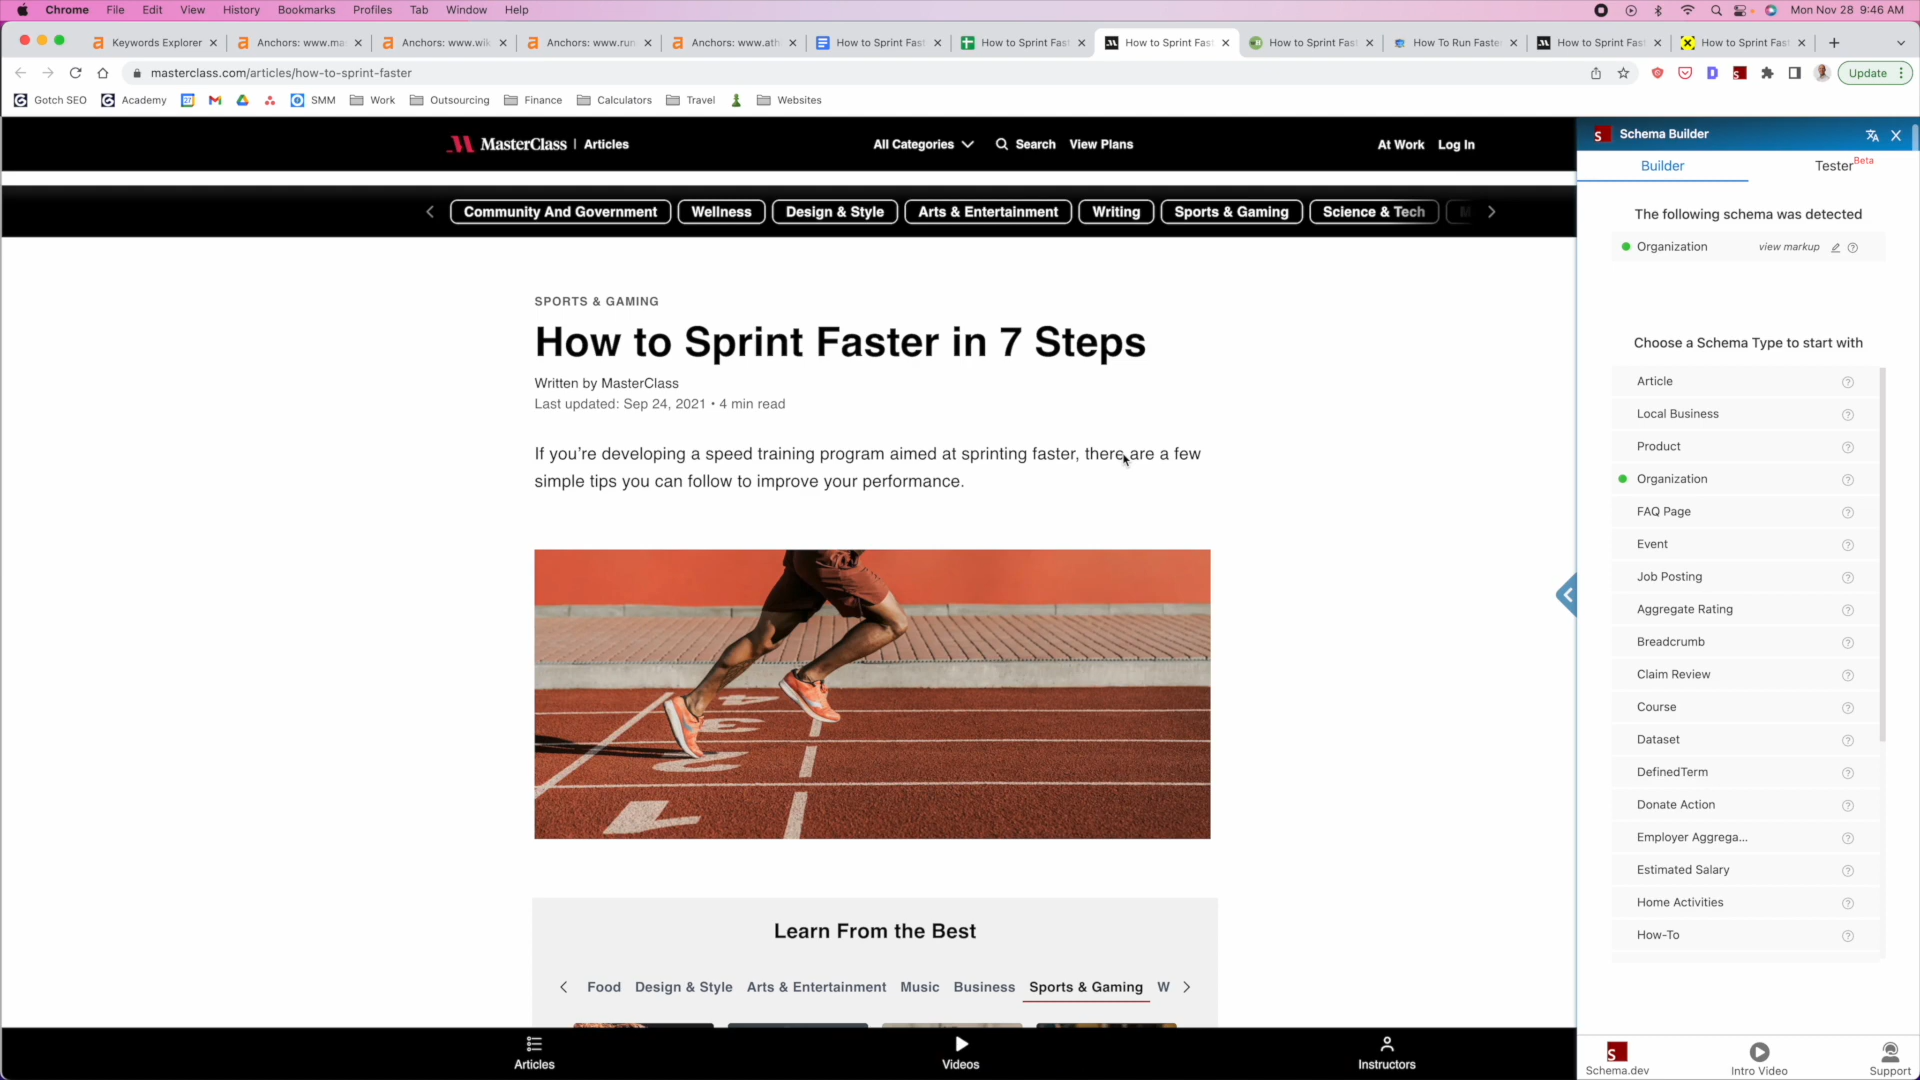 Chrome File Edit View History Bookmarks Profiles Tab Window Help Mon Nov 28 9:46 AM
Keywords Explorer Anchors: www.ma Anchors: www.wik Anchors: www.run Anchors: www.ath How to Sprint Fast How to Sprint Fast How to Sprint Fast How to Sprint Fast How To Run Faste How to Sprint Fast How to Sprint Fast
masterclass.com/articles/how-to-sprint-faster Update
Gotch SEO Academy SMM Work Outsourcing Finance Calculators Travel Websites
MasterClass | Articles All Categories Search View Plans At Work Log In
Community And Government Wellness Design & Style Arts & Entertainment Writing Sports & Gaming Science & Tech
SPORTS & GAMING
How to Sprint Faster in 7 Steps
Written by MasterClass
Last updated: Sep 24, 2021 • 4 min read
If you're developing a speed training program aimed at sprinting faster, there are a few
simple tips you can follow to improve your performance.
4
3
2
1
Learn From the Best
Food Design & Style Arts & Entertainment Music Business Sports & Gaming W
Articles Videos Instructors
Schema Builder
Builder Tester Beta
The following schema was detected
Organization view markup
Choose a Schema Type to start with
Article
Local Business
Product
Organization
FAQ Page
Event
Job Posting
Aggregate Rating
Breadcrumb
Claim Review
Course
Dataset
DefinedTerm
Donate Action
Employer Aggrega...
Estimated Salary
Home Activities
How-To
Schema.dev Intro Video Support